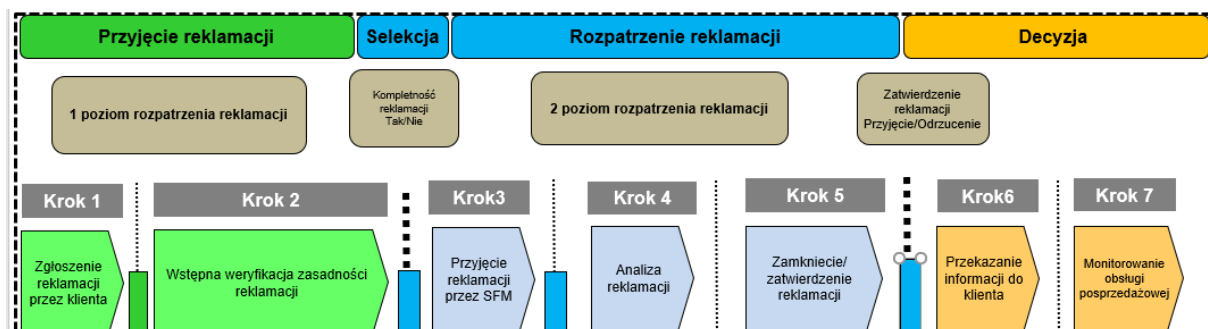 Przyjęcie reklamacji
Selekcja
Rozpatrzenie reklamacji
Decyzja
1 poziom rozpatrzenia reklamacji
Kompletność
reklamacji
Tak/Nie
2 poziom rozpatrzenia reklamacji
Zatwierdzenie
reklamacji
Przyjęcie/Odrzucenie
Krok 1
Krok 2
Krok3
Krok 4
Krok 5
Krok6
Krok 7
Zgłoszenie
reklamacji
przez klienta
Wstępna weryfikacja zasadności
reklamacji
Przyjęcie
reklamacji
przez SFM
Analiza
reklamacji
Zamkniecie/
zatwierdzenie
reklamacji
Przekazanie
informacji do
klienta
Monitorowanie
obsługi
posprzedażowej